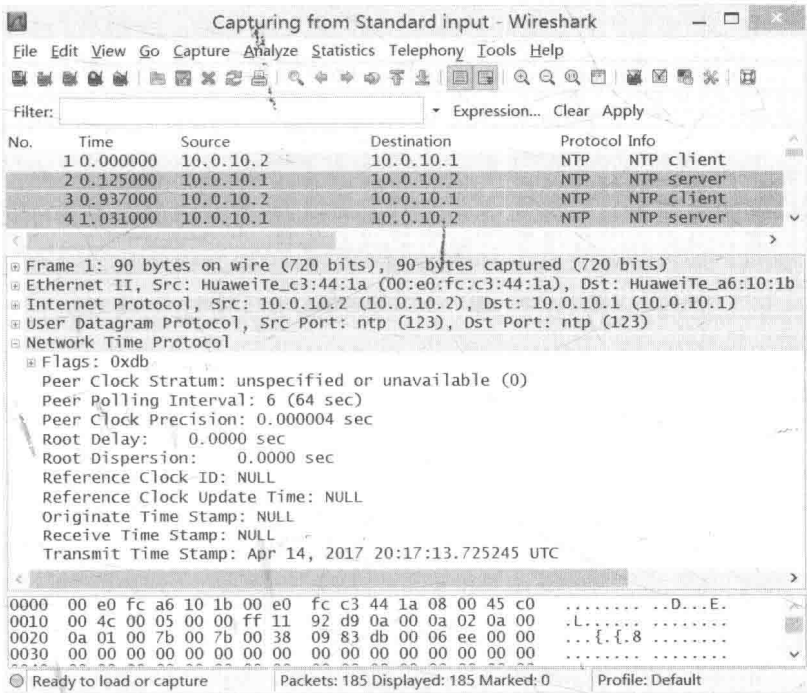 Capturing from Standard input - Wireshark
File Edit View Go Capture Analyze Statistics Telephony Tools Help
Filter: Expression... Clear Apply
No. Time Source Destination Protocol Info
1 0.000000 10.0.10.2 10.0.10.1 NTP NTP client
2 0.125000 10.0.10.1 10.0.10.2 NTP NTP server
3 0.937000 10.0.10.2 10.0.10.1 NTP NTP client
4 1.031000 10.0.10.1 10.0.10.2 NTP NTP server
Frame 1: 90 bytes on wire (720 bits), 90 bytes captured (720 bits)
Ethernet II, Src: HuaweiTe_c3:44:1a (00:e0:fc:c3:44:1a), Dst: HuaweiTe_a6:10:1b
Internet Protocol, Src: 10.0.10.2 (10.0.10.2), Dst: 10.0.10.1 (10.0.10.1)
User Datagram Protocol, Src Port: ntp (123), Dst Port: ntp (123)
Network Time Protocol
Flags: 0xdb
Peer Clock Stratum: unspecified or unavailable (0)
Peer Polling Interval: 6 (64 sec)
Peer Clock Precision: 0.000004 sec
Root Delay: 0.0000 sec
Root Dispersion: 0.0000 sec
Reference Clock ID: NULL
Reference Clock Update Time: NULL
Originate Time Stamp: NULL
Receive Time Stamp: NULL
Transmit Time Stamp: Apr 14, 2017 20:17:13.725245 UTC
0000 00 e0 fc a6 10 1b 00 e0 fc c3 44 1a 08 00 45 c0 ........ ..D...E.
0010 00 4c 00 05 00 00 ff 11 92 d9 0a 00 0a 02 0a 00 .L...... ........
0020 0a 01 00 7b 00 7b 00 38 09 83 db 00 06 ee 00 00 ...{.{.8 ........
0030 00 00 00 00 00 00 00 00 00 00 00 00 00 00 00 00 ........ ........
Ready to load or capture Packets: 185 Displayed: 185 Marked: 0 Profile: Default